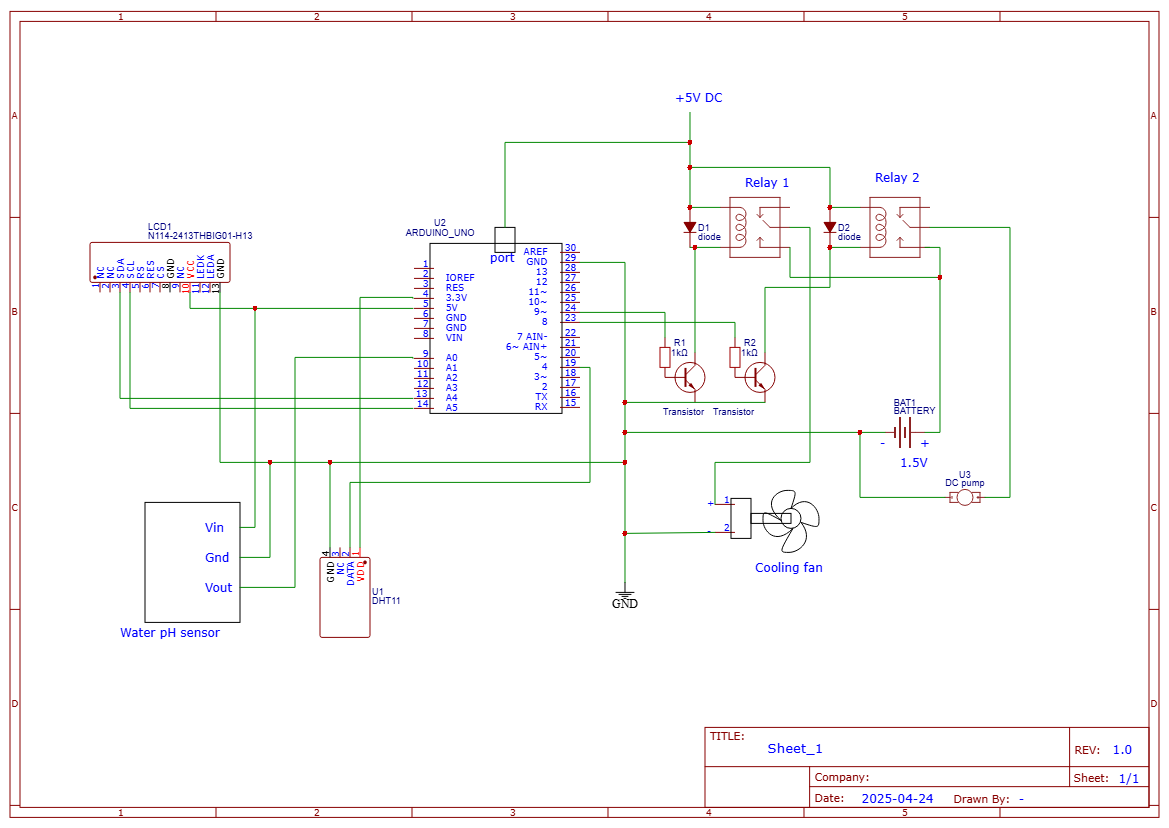 1 2 3 4 5
A
B
C
D
A
B
C
D
+5V DC
Relay 1
Relay 2
D1
diode
D2
diode
LCD1
N114-2413THBIG01-H13
NC
NC
SDA
SCL
RS
RES
CS
GND
NC
VCC
LEDK
LEDA
GND
1
2
3
4
5
6
7
8
9
10
11
12
13
U2
ARDUINO_UNO
port
1
2 IOREF
3 RES
4 3.3V
5 5V
6 GND
7 GND
8 VIN
9 A0
10 A1
11 A2
12 A3
13 A4
14 A5
AREF 30
GND 29
13 28
12 27
11~ 26
10~ 25
9~ 24
8 23
7 AIN- 22
6~ AIN+ 21
5~ 20
4 19
3~ 18
2 17
TX 16
RX 15
R1
1kΩ
R2
1kΩ
Transistor
Transistor
BAT1
BATTERY
- +
1.5V
U3
DC pump
+ 1
- 2
Cooling fan
GND
Vin
Gnd
Vout
Water pH sensor
4
3
2
1
GND
NC
DATA
VDD
U1
DHT11
TITLE:
Sheet_1
REV: 1.0
Company:
Sheet: 1/1
Date: 2025-04-24 Drawn By: -
1 2 3 4 5